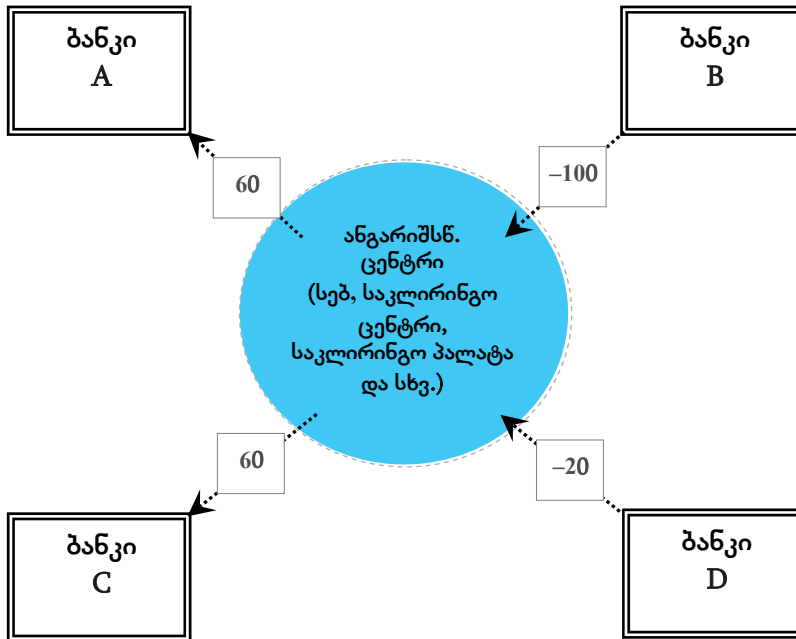 ბანკი
A
ბანკი
B
60
–100
ანგარიშსწ.
ცენტრი
(სებ, საკლირინგო
ცენტრი,
საკლირინგო პალატა
და სხვ.)
60
–20
ბანკი
C
ბანკი
D